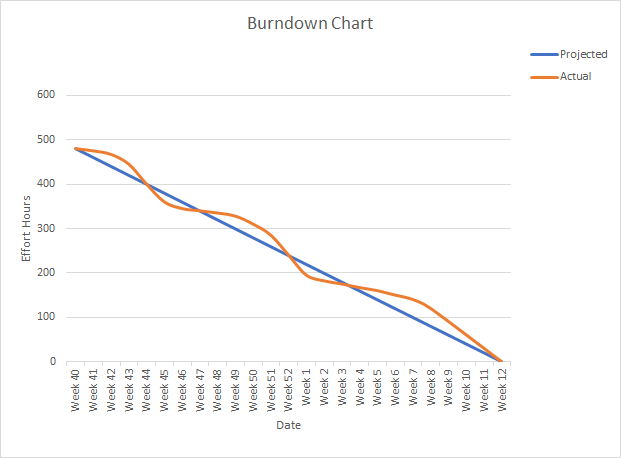 Burndown Chart
Projected
Actual
600
500
400
300
200
100
0
Effort Hours
Week 40
Week 41
Week 42
Week 43
Week 44
Week 45
Week 46
Week 47
Week 48
Week 49
Week 50
Week 51
Week 52
Week 1
Week 2
Week 3
Week 4
Week 5
Week 6
Week 7
Week 8
Week 9
Week 10
Week 11
Week 12
Date